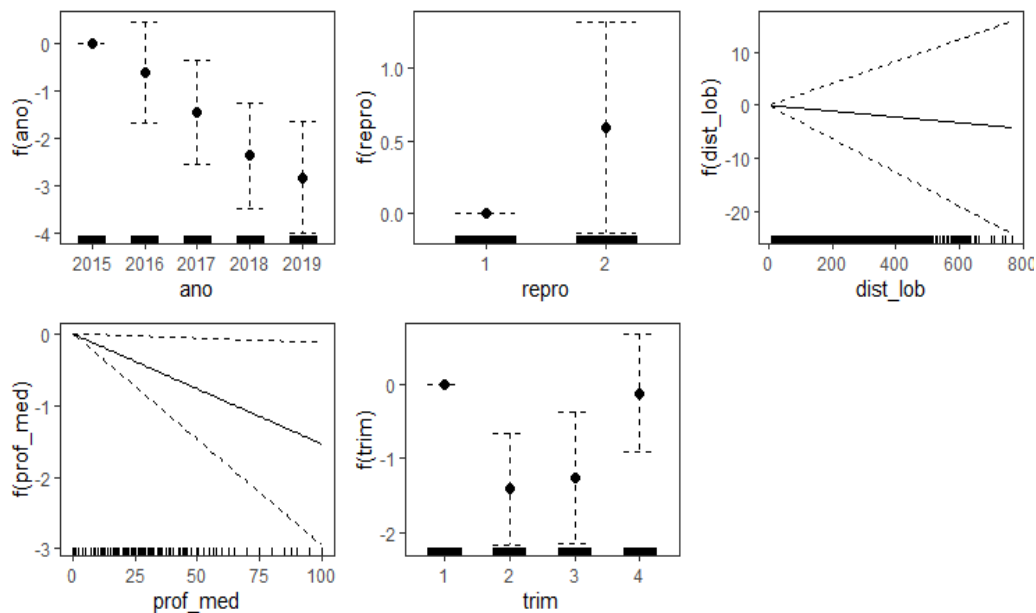 f(ano)
0
-1
-2
-3
-4
2015 2016 2017 2018 2019
ano
f(repro)
1.0
0.5
0.0
1 2
repro
f(dist_lob)
10
0
-10
-20
0 200 400 600 800
dist_lob
f(prof_med)
0
-1
-2
-3
0 25 50 75 100
prof_med
f(trim)
0
-1
-2
1 2 3 4
trim